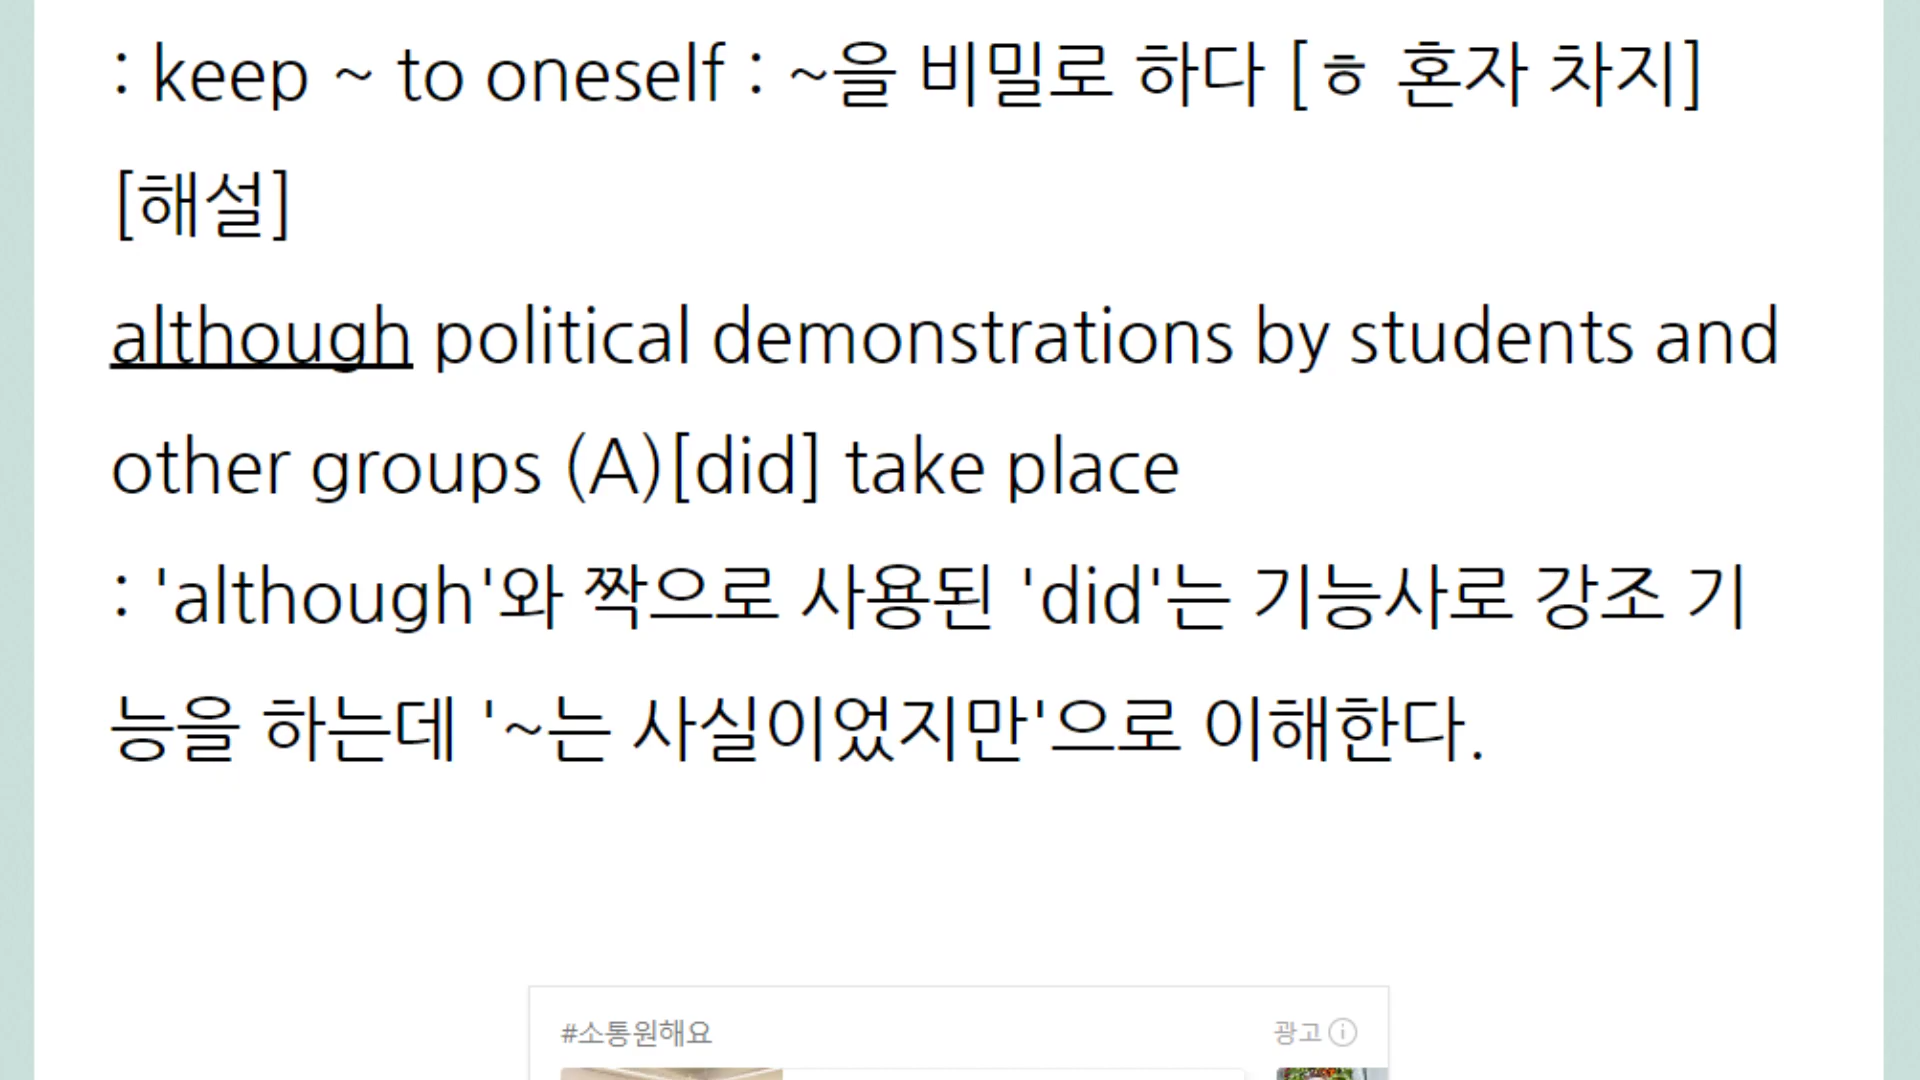 : keep ~ to oneself : ~을 비밀로 하다 [ㅎ 혼자 차지]
[해설]
although political demonstrations by students and
other groups (A)[did] take place
: 'although'와 짝으로 사용된 'did'는 기능사로 강조 기
능을 하는데 '~는 사실이었지만'으로 이해한다.
#소통원해요
광고